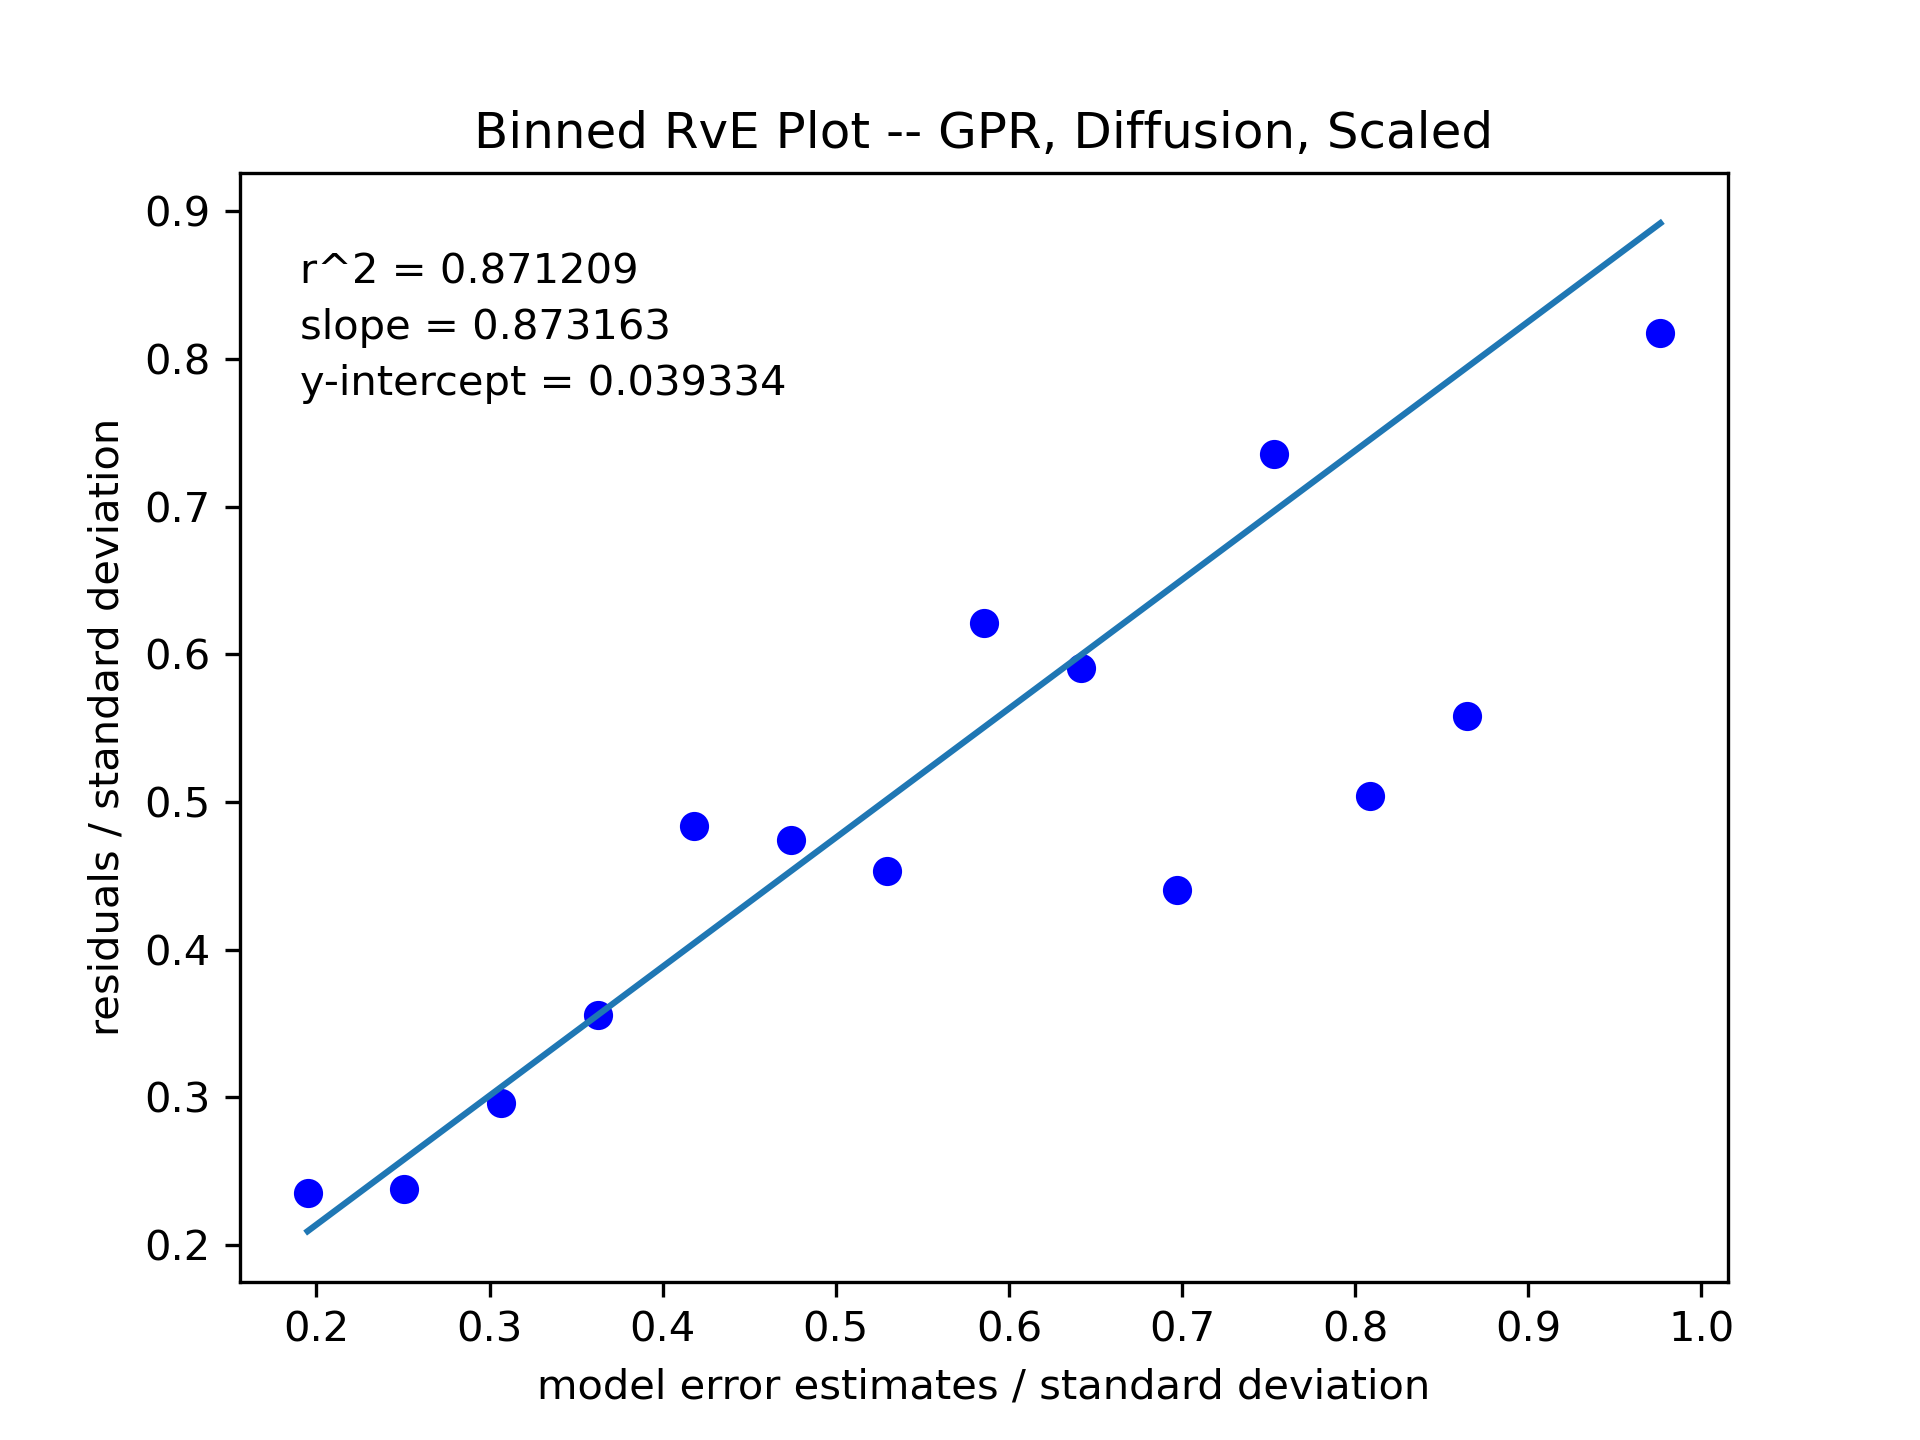 Binned RvE Plot -- GPR, Diffusion, Scaled
r^2 = 0.871209
slope = 0.873163
y-intercept = 0.039334
residuals / standard deviation
0.9
0.8
0.7
0.6
0.5
0.4
0.3
0.2
0.2 0.3 0.4 0.5 0.6 0.7 0.8 0.9 1.0
model error estimates / standard deviation